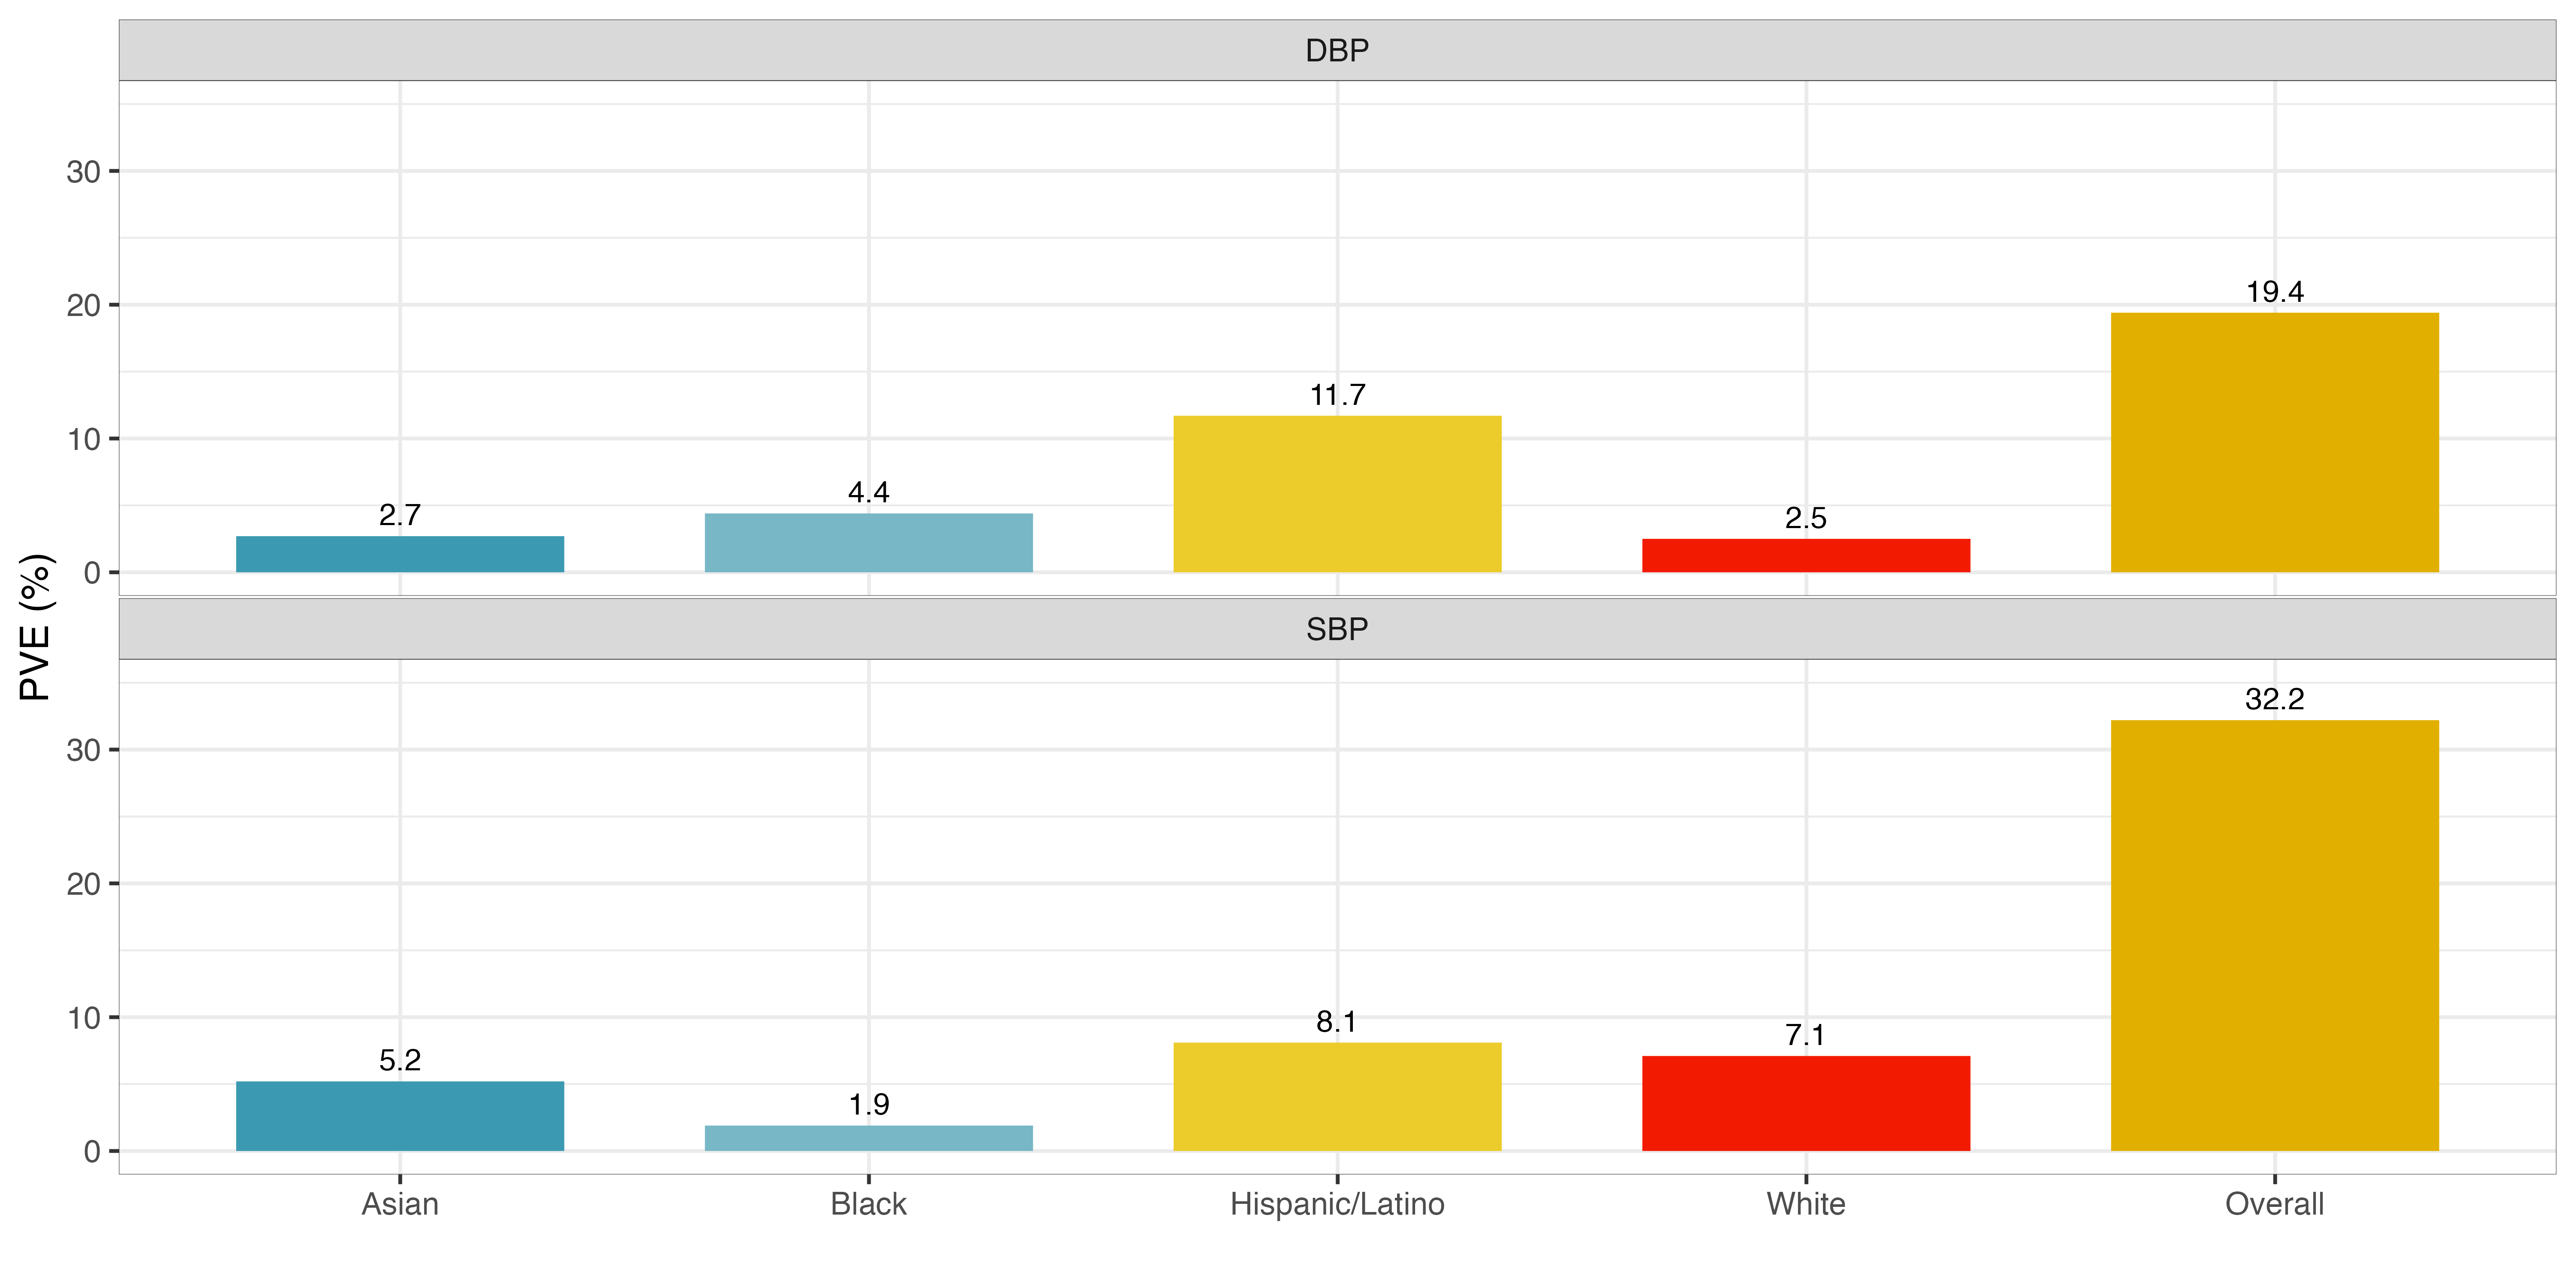 DBP
PVE (%)
30
20
10
0
2.7
4.4
11.7
2.5
19.4
SBP
30
20
10
0
5.2
1.9
8.1
7.1
32.2
Asian
Black
Hispanic/Latino
White
Overall